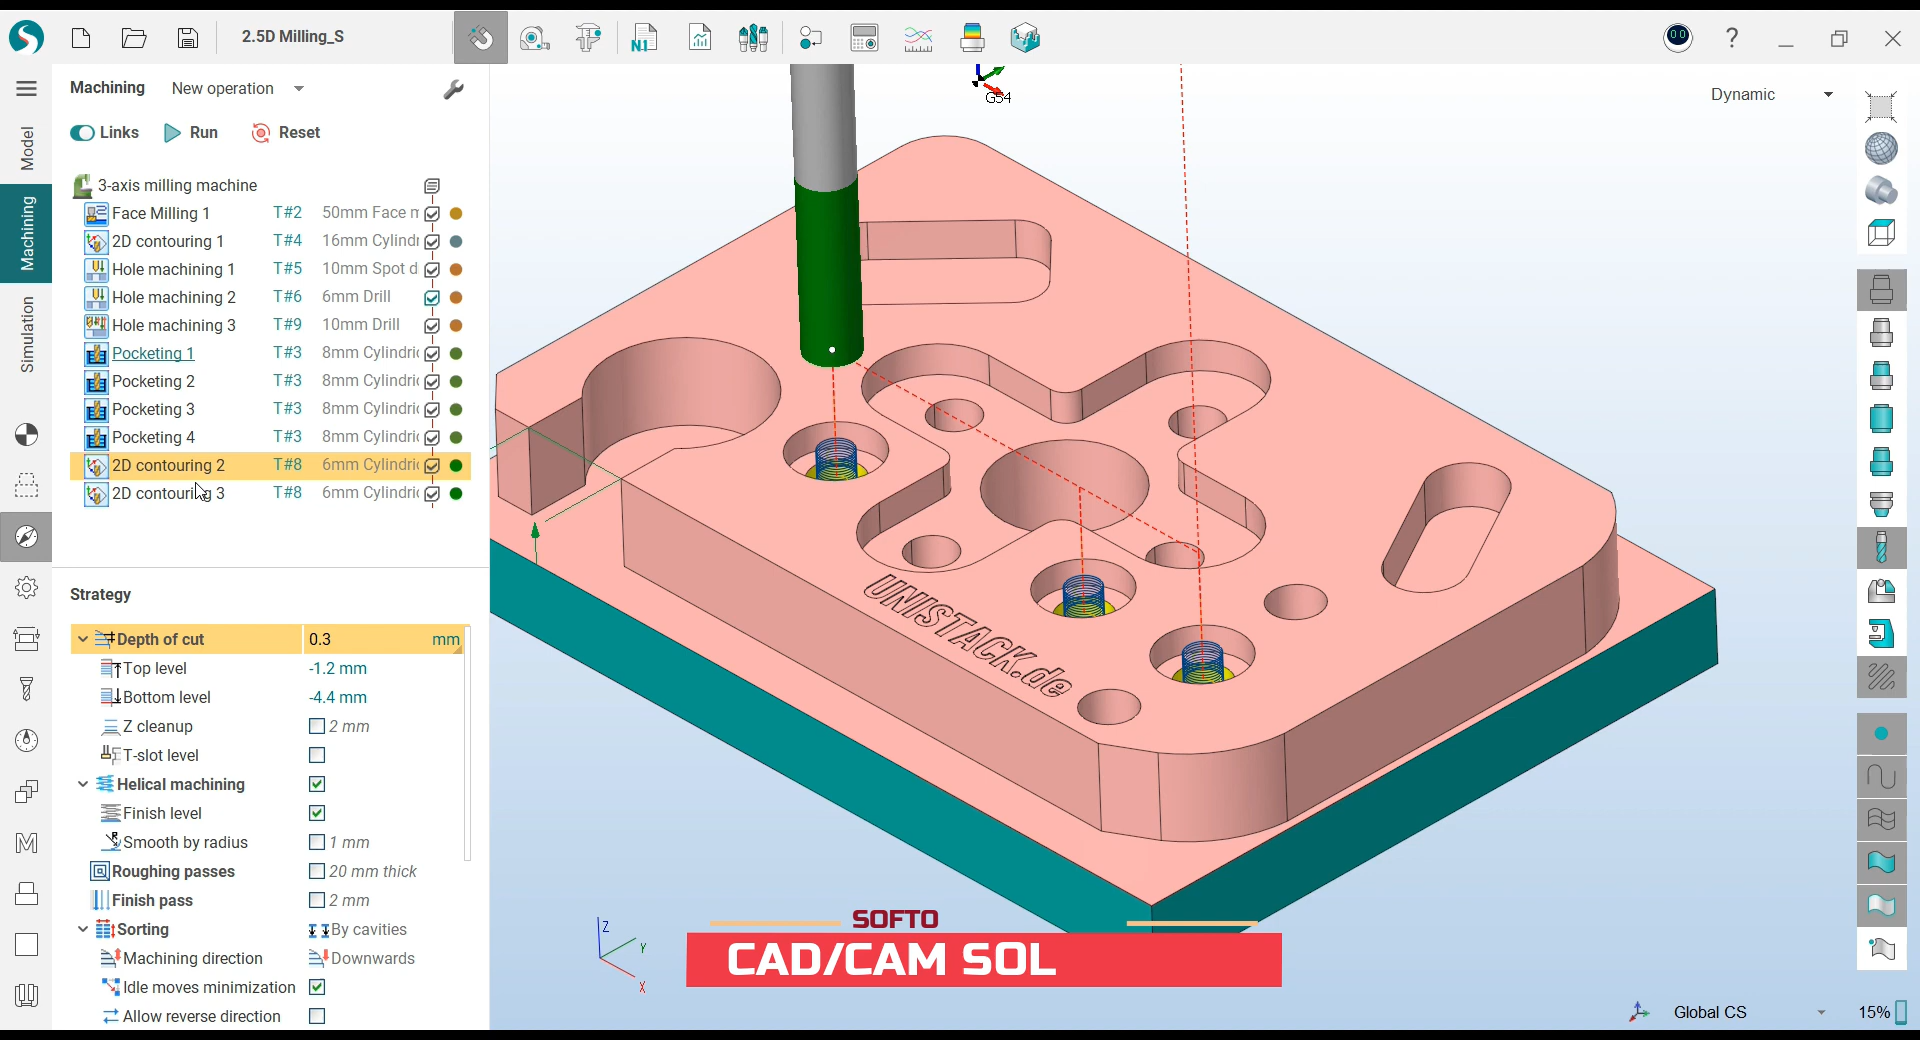 2.5D Milling_S
N1
?
Machining
New operation
Links
Run
Reset
Model
Machining
Simulation
3-axis milling machine
Face Milling 1 T#2 50mm Face m
2D contouring 1 T#4 16mm Cylindr
Hole machining 1 T#5 10mm Spot d
Hole machining 2 T#6 6mm Drill
Hole machining 3 T#9 10mm Drill
Pocketing 1 T#3 8mm Cylindric
Pocketing 2 T#3 8mm Cylindric
Pocketing 3 T#3 8mm Cylindric
Pocketing 4 T#3 8mm Cylindric
2D contouring 2 T#8 6mm Cylindric
2D contouring 3 T#8 6mm Cylindric
Strategy
Depth of cut 0.3 mm
Top level -1.2 mm
Bottom level -4.4 mm
Z cleanup 2 mm
T-slot level
Helical machining
Finish level
Smooth by radius 1 mm
Roughing passes 20 mm thick
Finish pass 2 mm
Sorting By cavities
Machining direction Downwards
Idle moves minimization
Allow reverse direction
G54
Dynamic
UNISTACK.de
Z
Y
X
SOFTO
CAD/CAM SOL
Global CS
15%